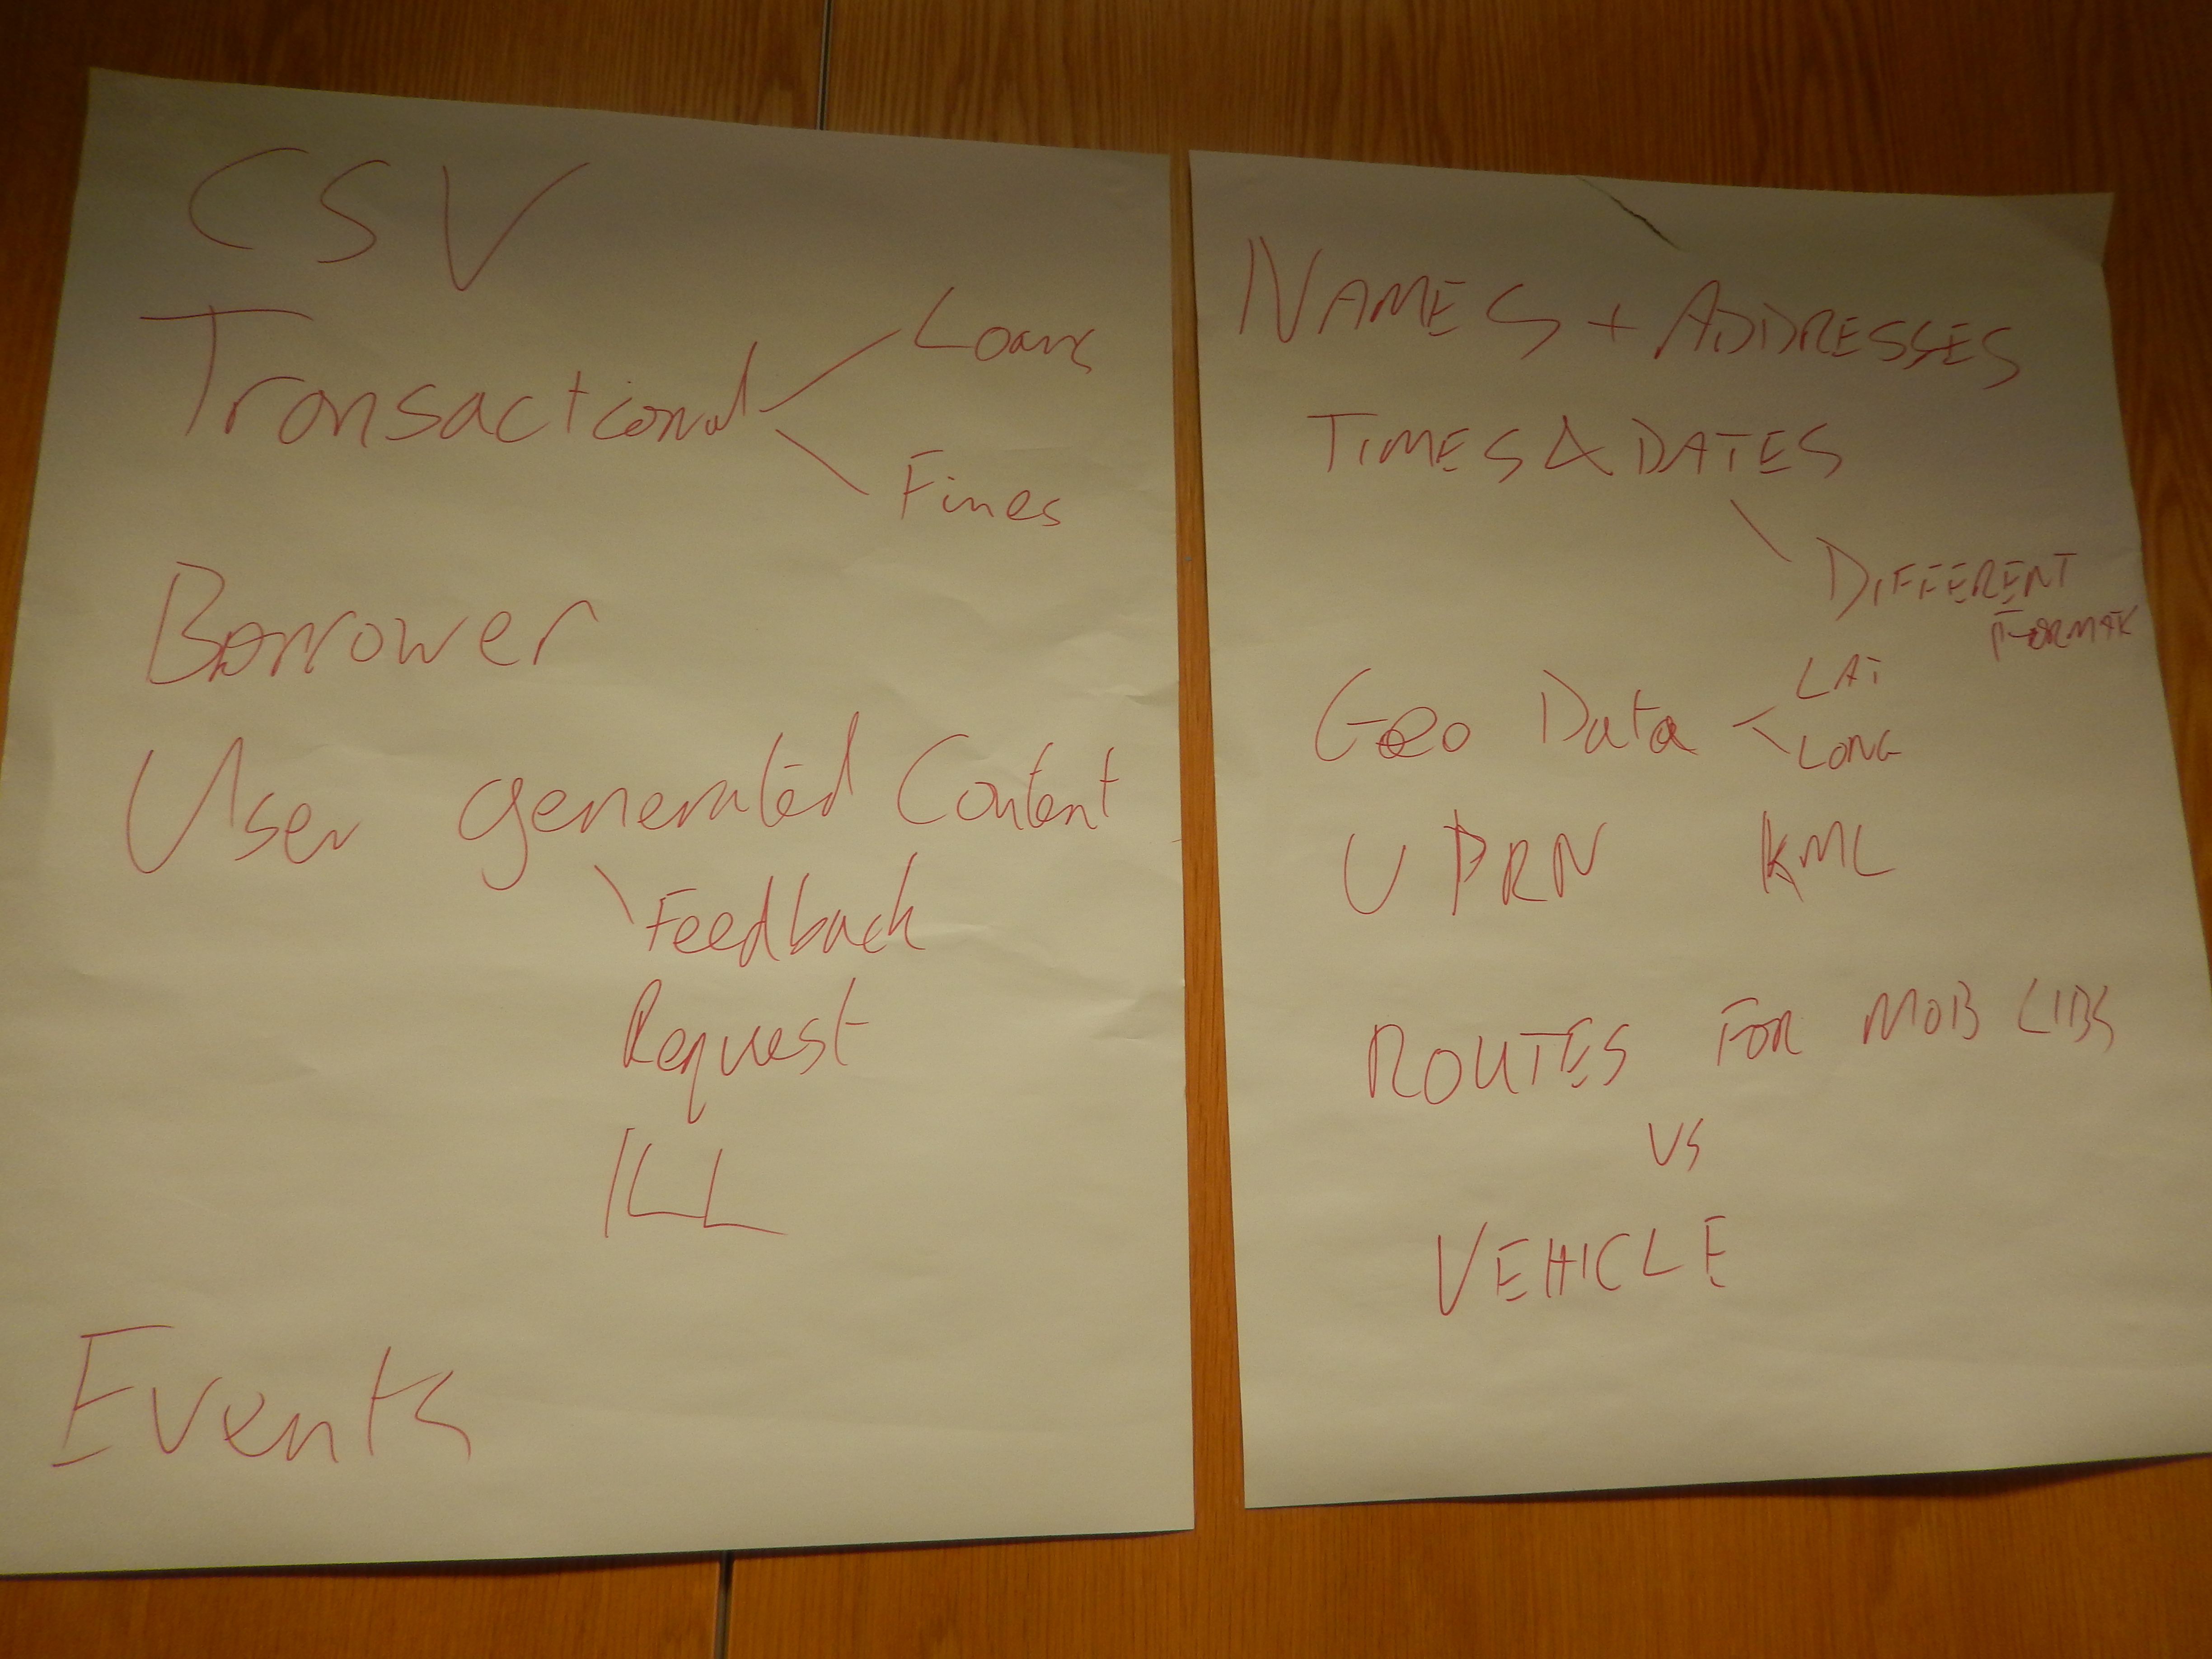 CSV
Transactional
Loans
Fines
Borrower
User generated Content
Feedback
Request
ILL
Events
NAMES + ADDRESSES
TIMES & DATES
DIFFERENT
FORMATS
Geo Data
LAT
LONG
UPRN KML
ROUTES FOR MOB LIBS
VS
VEHICLE